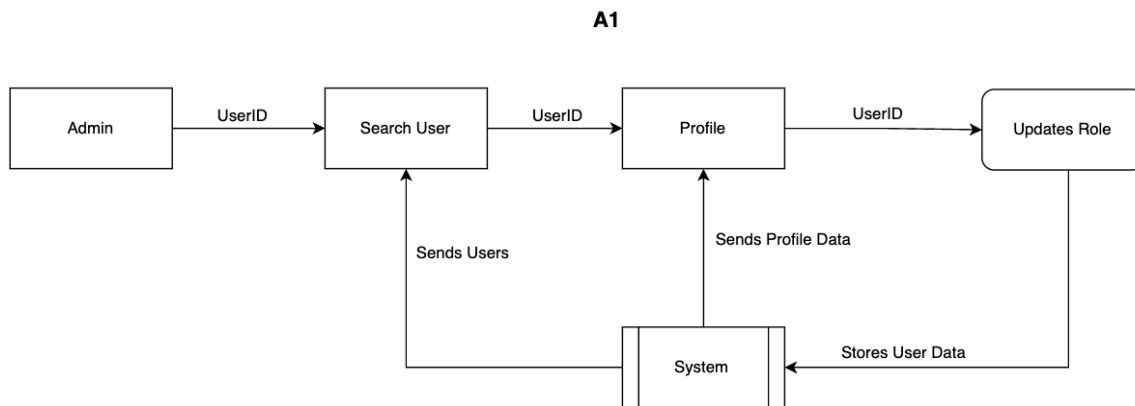 A1
Admin
UserID
Search User
UserID
Profile
UserID
Updates Role
Sends Users
Sends Profile Data
System
Stores User Data